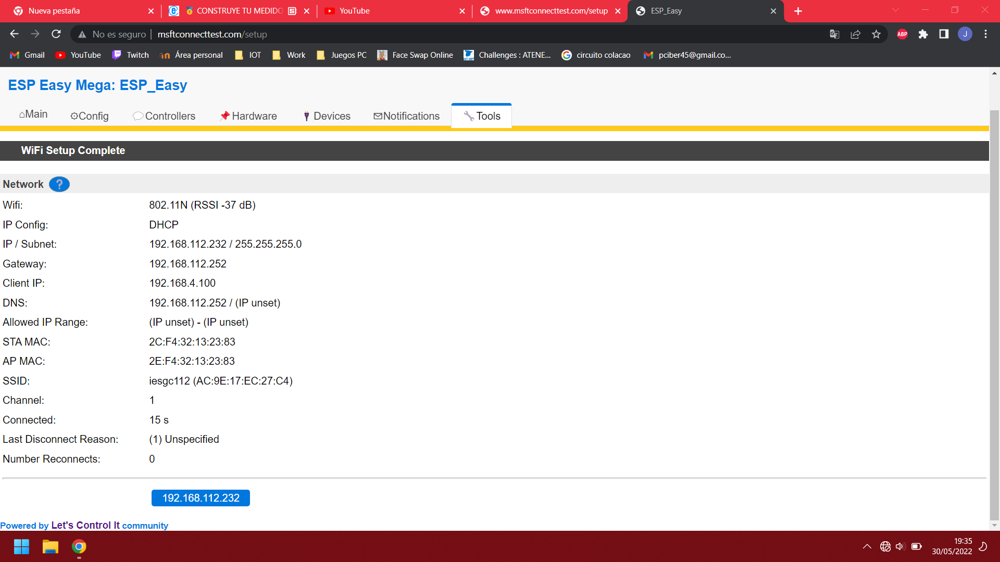 Nueva pestaña
CONSTRUYE TU MEDIDO
YouTube
www.msftconnecttest.com/setup
ESP_Easy
No es seguro | msftconnecttest.com/setup
ABP
J
Gmail
YouTube
Twitch
Área personal
IOT
Work
Juegos PC
Face Swap Online
Challenges : ATENE...
circuito colacao
pciber45@gmail.co...
ESP Easy Mega: ESP_Easy
Main
Config
Controllers
Hardware
Devices
Notifications
Tools
WiFi Setup Complete
Network ?
Wifi: 802.11N (RSSI -37 dB)
IP Config: DHCP
IP / Subnet: 192.168.112.232 / 255.255.255.0
Gateway: 192.168.112.252
Client IP: 192.168.4.100
DNS: 192.168.112.252 / (IP unset)
Allowed IP Range: (IP unset) - (IP unset)
STA MAC: 2C:F4:32:13:23:83
AP MAC: 2E:F4:32:13:23:83
SSID: iesgc112 (AC:9E:17:EC:27:C4)
Channel: 1
Connected: 15 s
Last Disconnect Reason: (1) Unspecified
Number Reconnects: 0
192.168.112.232
Powered by Let's Control It community
19:35
30/05/2022